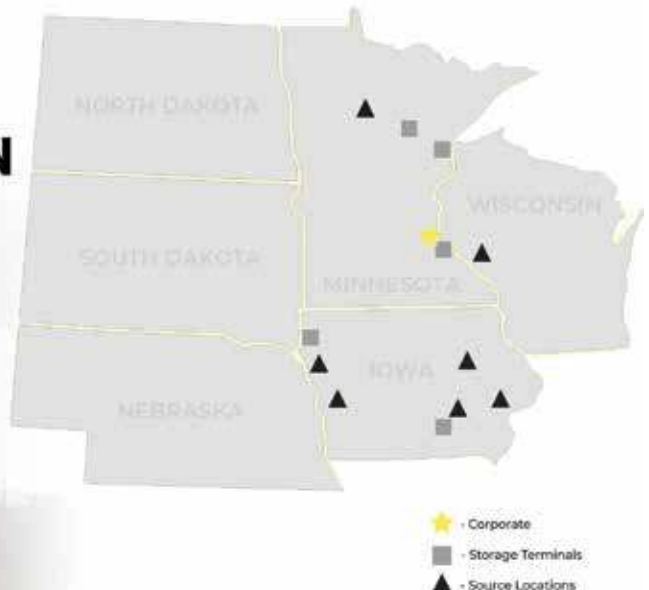 N
NORTH DAKOTA
WISCONSIN
SOUTH DAKOTA
MINNESOTA
IOWA
NEBRASKA
- Corporate
- Storage Terminals
- Source Locations